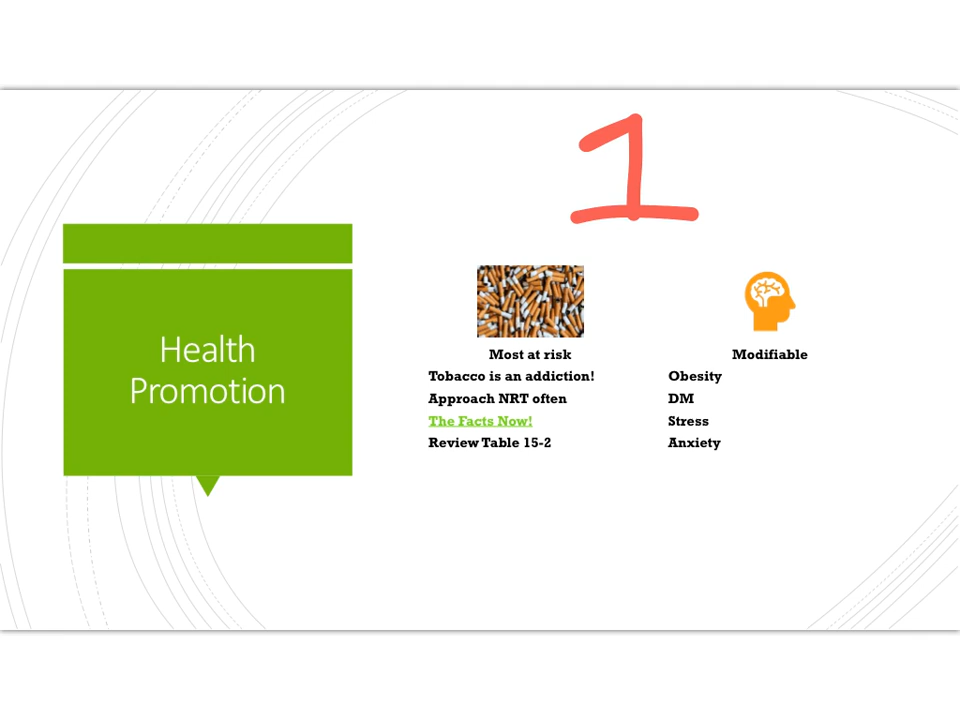 1
Health
Promotion
Most at risk
Tobacco is an addiction!
Approach NRT often
The Facts Now!
Review Table 15-2
Modifiable
Obesity
DM
Stress
Anxiety